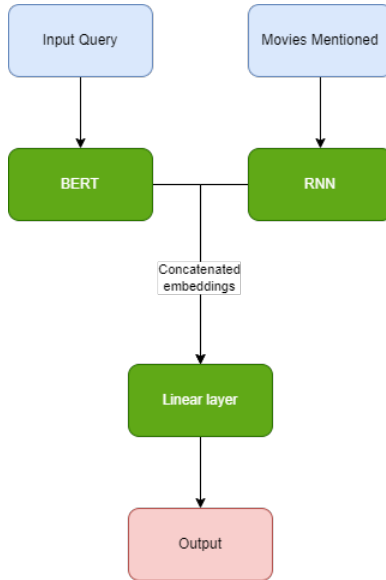 Input Query
Movies Mentioned
BERT
RNN
Concatenated
embeddings
Linear layer
Output